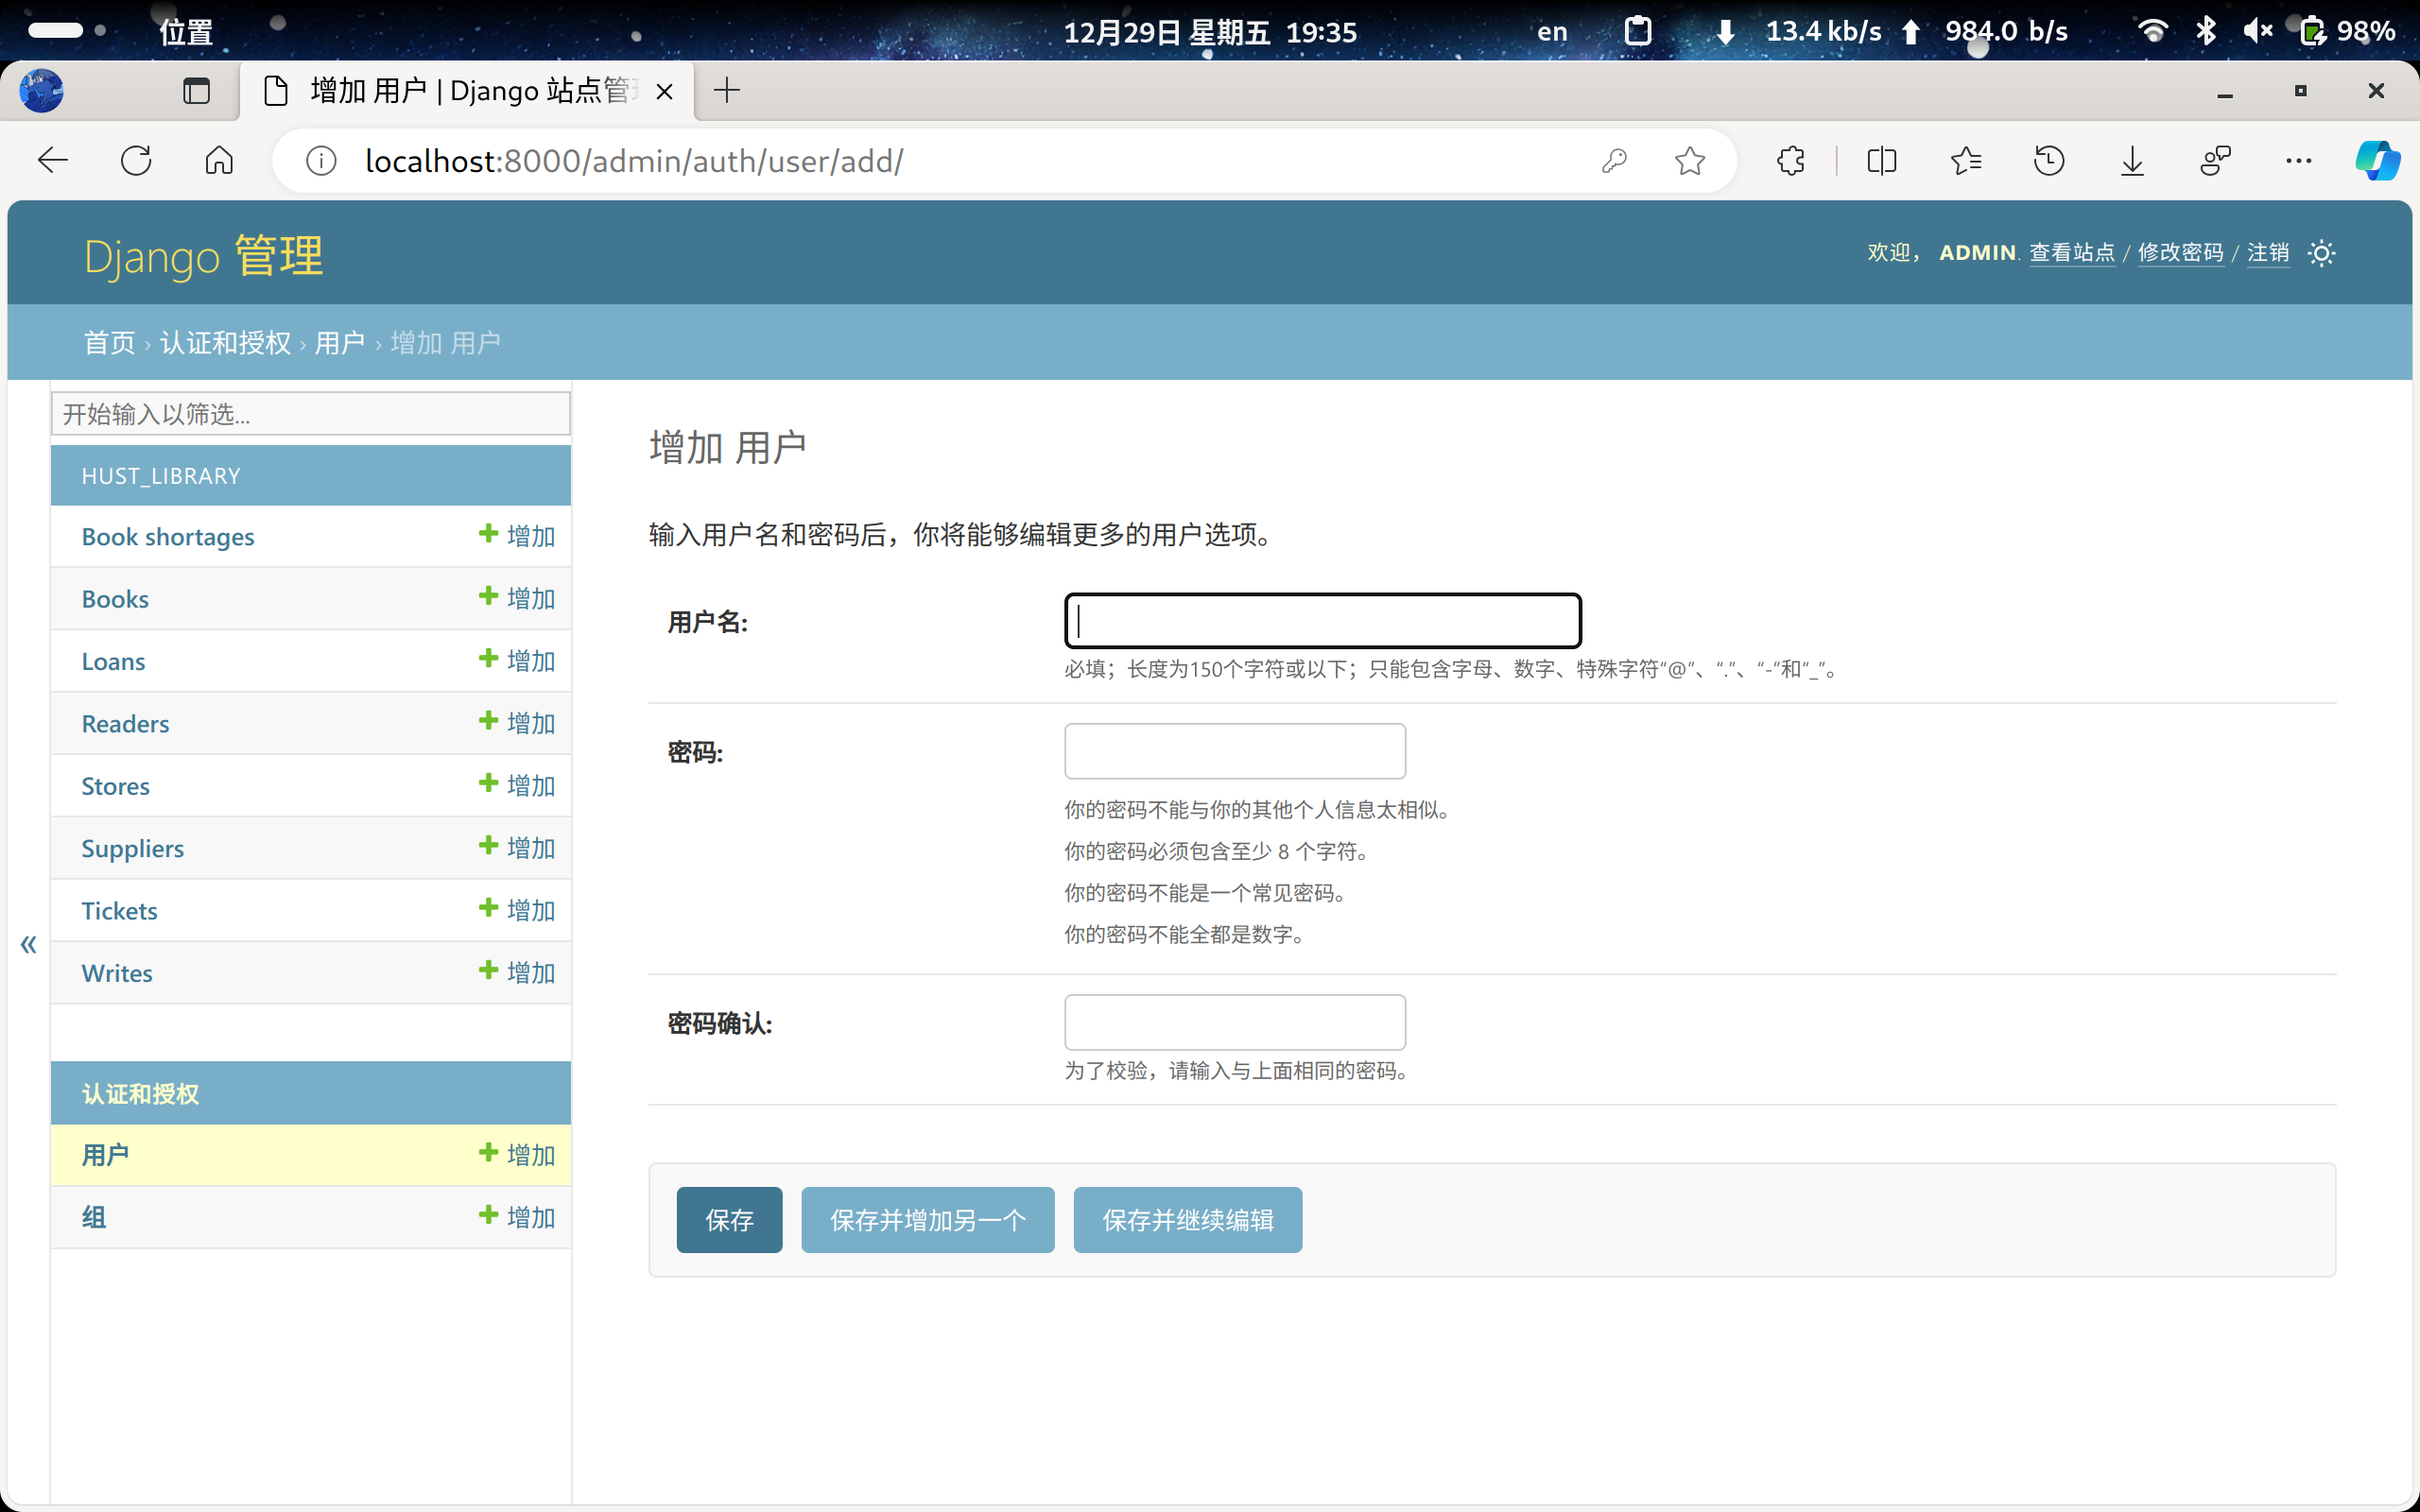 位置 12月29日 星期五 19:35 en 13.4 kb/s 984.0 b/s 98%
增加 用户 | Django 站点管
localhost:8000/admin/auth/user/add/
Django 管理
欢迎， ADMIN. 查看站点 / 修改密码 / 注销
首页 › 认证和授权 › 用户 › 增加 用户
开始输入以筛选...
HUST_LIBRARY
Book shortages 增加
Books 增加
Loans 增加
Readers 增加
Stores 增加
Suppliers 增加
Tickets 增加
Writes 增加
认证和授权
用户 增加
组 增加
«
增加 用户
输入用户名和密码后，你将能够编辑更多的用户选项。
用户名:
必填；长度为150个字符或以下；只能包含字母、数字、特殊字符“@”、“.”、“-”和“_”。
密码:
你的密码不能与你的其他个人信息太相似。
你的密码必须包含至少 8 个字符。
你的密码不能是一个常见密码。
你的密码不能全都是数字。
密码确认:
为了校验，请输入与上面相同的密码。
保存 保存并增加另一个 保存并继续编辑